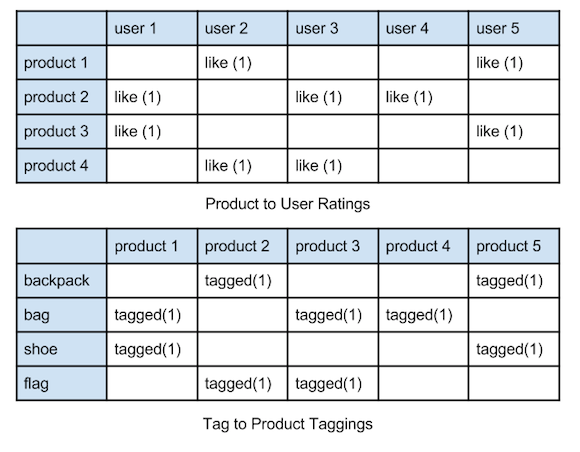 user 1 user 2 user 3 user 4 user 5
product 1 like (1) like (1)
product 2 like (1) like (1) like (1)
product 3 like (1) like (1)
product 4 like (1) like (1)
Product to User Ratings
product 1 product 2 product 3 product 4 product 5
backpack tagged(1) tagged(1)
bag tagged(1) tagged(1) tagged(1)
shoe tagged(1) tagged(1)
flag tagged(1) tagged(1)
Tag to Product Taggings